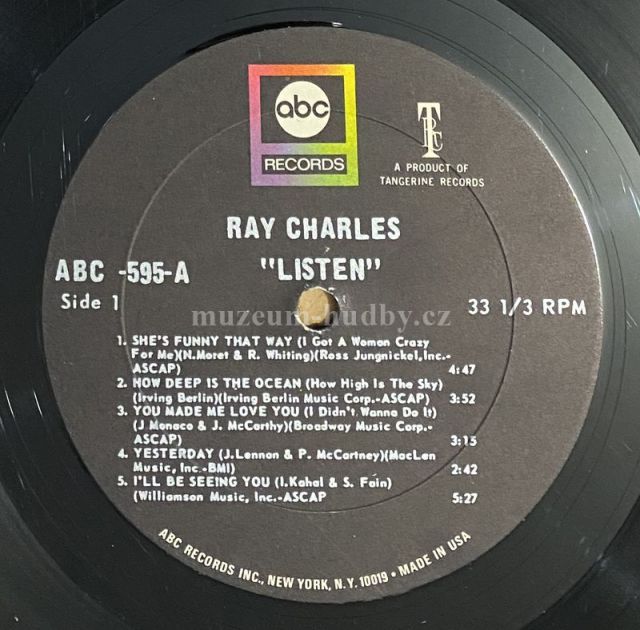 abc
RECORDS
TRC
A PRODUCT OF
TANGERINE RECORDS
RAY CHARLES
ABC -595-A
"LISTEN"
Side 1
33 1/3 RPM
muzeum-hudby.cz
1. SHE'S FUNNY THAT WAY (I Got A Woman Crazy
For Me)(N.Moret & R. Whiting)(Ross Jungnickel,Inc.-
ASCAP) 4:47
2. HOW DEEP IS THE OCEAN (How High Is The Sky)
(Irving Berlin)(Irving Berlin Music Corp.-ASCAP) 3:52
3. YOU MADE ME LOVE YOU (I Didn't Wanna Do It)
(J Monaco & J. McCarthy)(Broadway Music Corp.-
ASCAP) 3:15
4. YESTERDAY (J.Lennon & P. McCartney)(MacLen
Music, Inc.-BMI) 2:42
5. I'LL BE SEEING YOU (I.Kahal & S. Fain)
(Williamson Music, Inc.-ASCAP 5:27
ABC RECORDS INC., NEW YORK, N.Y. 10019 • MADE IN USA